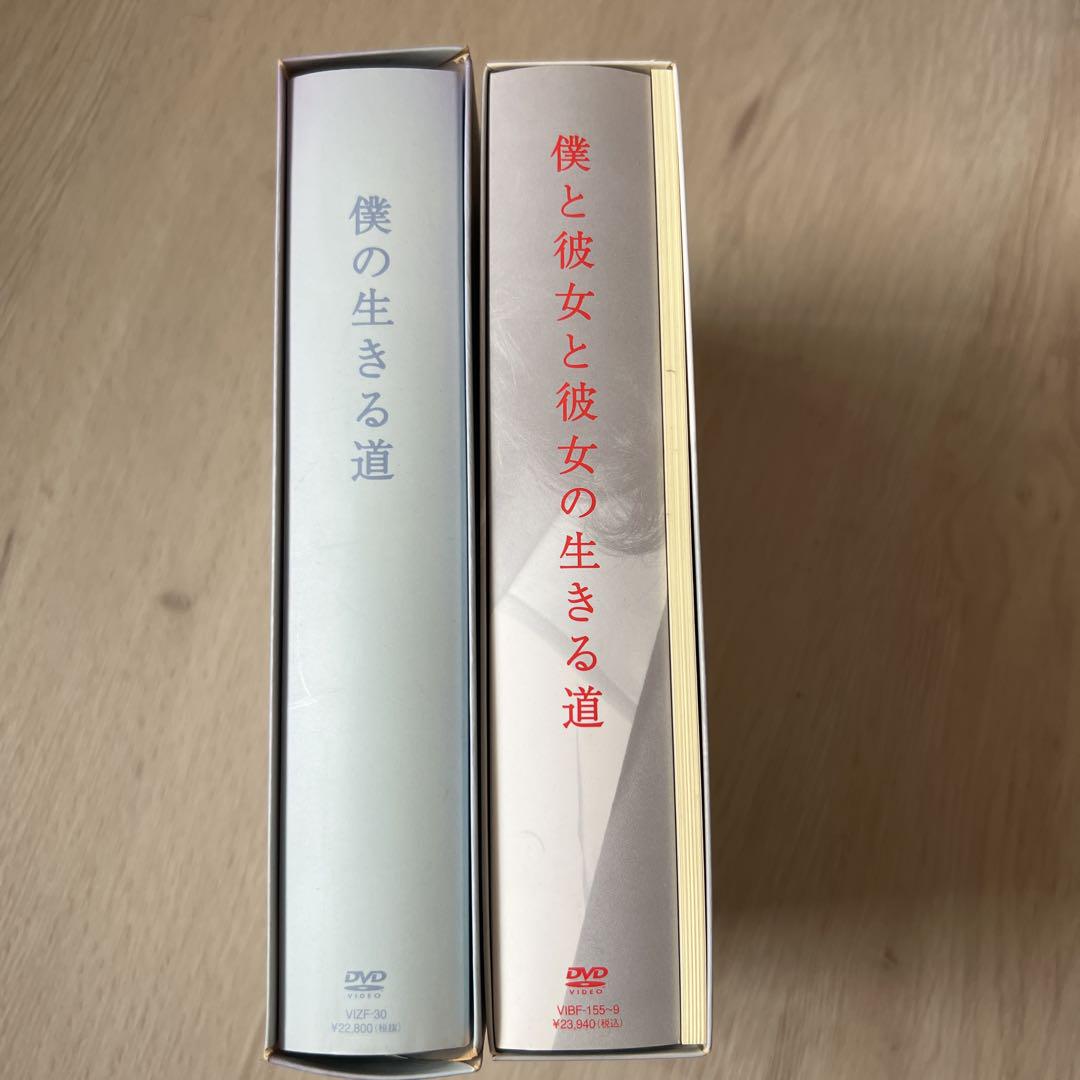 僕の生きる道
DVD
VIDEO
VIZF-30
¥22,800(税抜)
僕と彼女と彼女の生きる道
DVD
VIDEO
VIBF-155~9
¥23,940(税込)